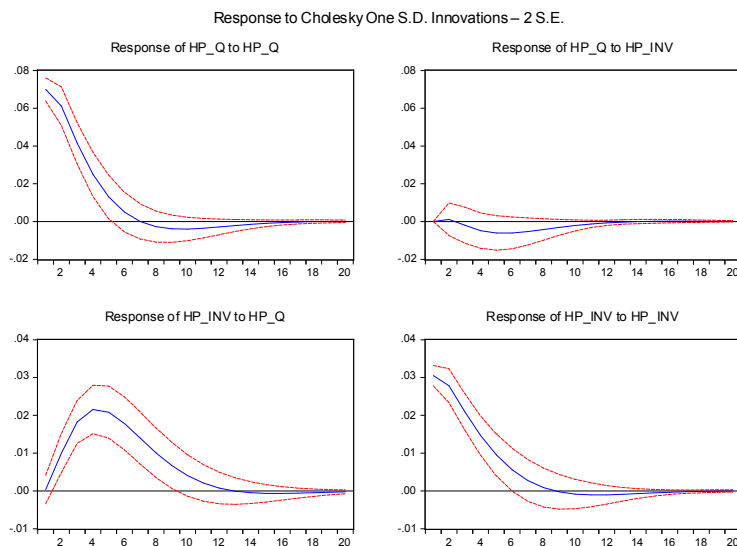 Response to Cholesky One S.D. Innovations – 2 S.E.
Response of HP_Q to HP_Q
.08
.06
.04
.02
.00
-.02
2 4 6 8 10 12 14 16 18 20
Response of HP_Q to HP_INV
.08
.06
.04
.02
.00
-.02
2 4 6 8 10 12 14 16 18 20
Response of HP_INV to HP_Q
.04
.03
.02
.01
.00
-.01
2 4 6 8 10 12 14 16 18 20
Response of HP_INV to HP_INV
.04
.03
.02
.01
.00
-.01
2 4 6 8 10 12 14 16 18 20